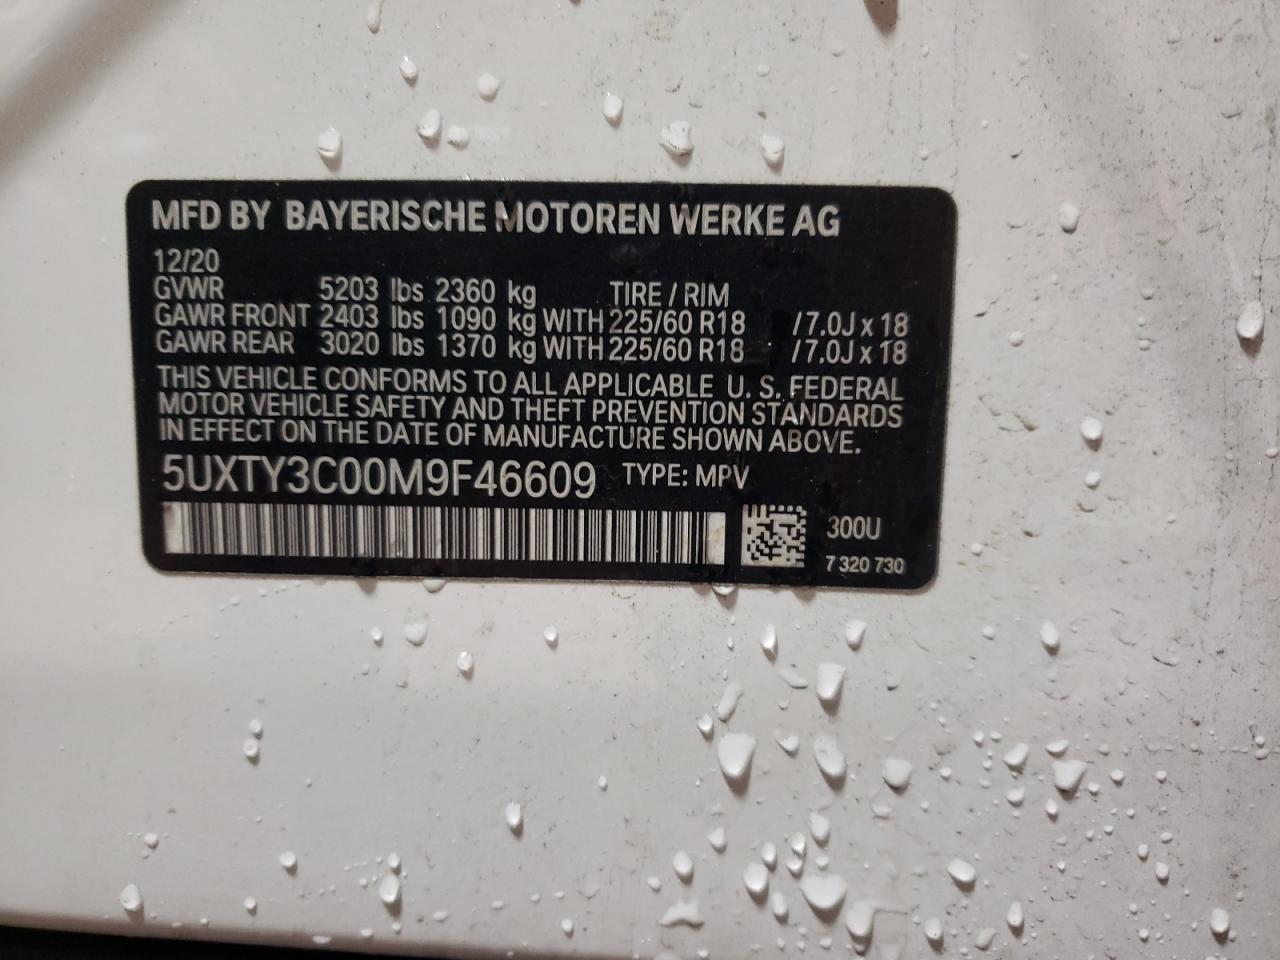 MFD BY BAYERISCHE MOTOREN WERKE AG
12/20
GVWR 5203 lbs 2360 kg TIRE / RIM
GAWR FRONT 2403 lbs 1090 kg WITH 225/60 R18 / 7.0J x 18
GAWR REAR 3020 lbs 1370 kg WITH 225/60 R18 / 7.0J x 18
THIS VEHICLE CONFORMS TO ALL APPLICABLE U. S. FEDERAL
MOTOR VEHICLE SAFETY AND THEFT PREVENTION STANDARDS
IN EFFECT ON THE DATE OF MANUFACTURE SHOWN ABOVE.
5UXTY3C00M9F46609 TYPE: MPV
300U
7 320 730